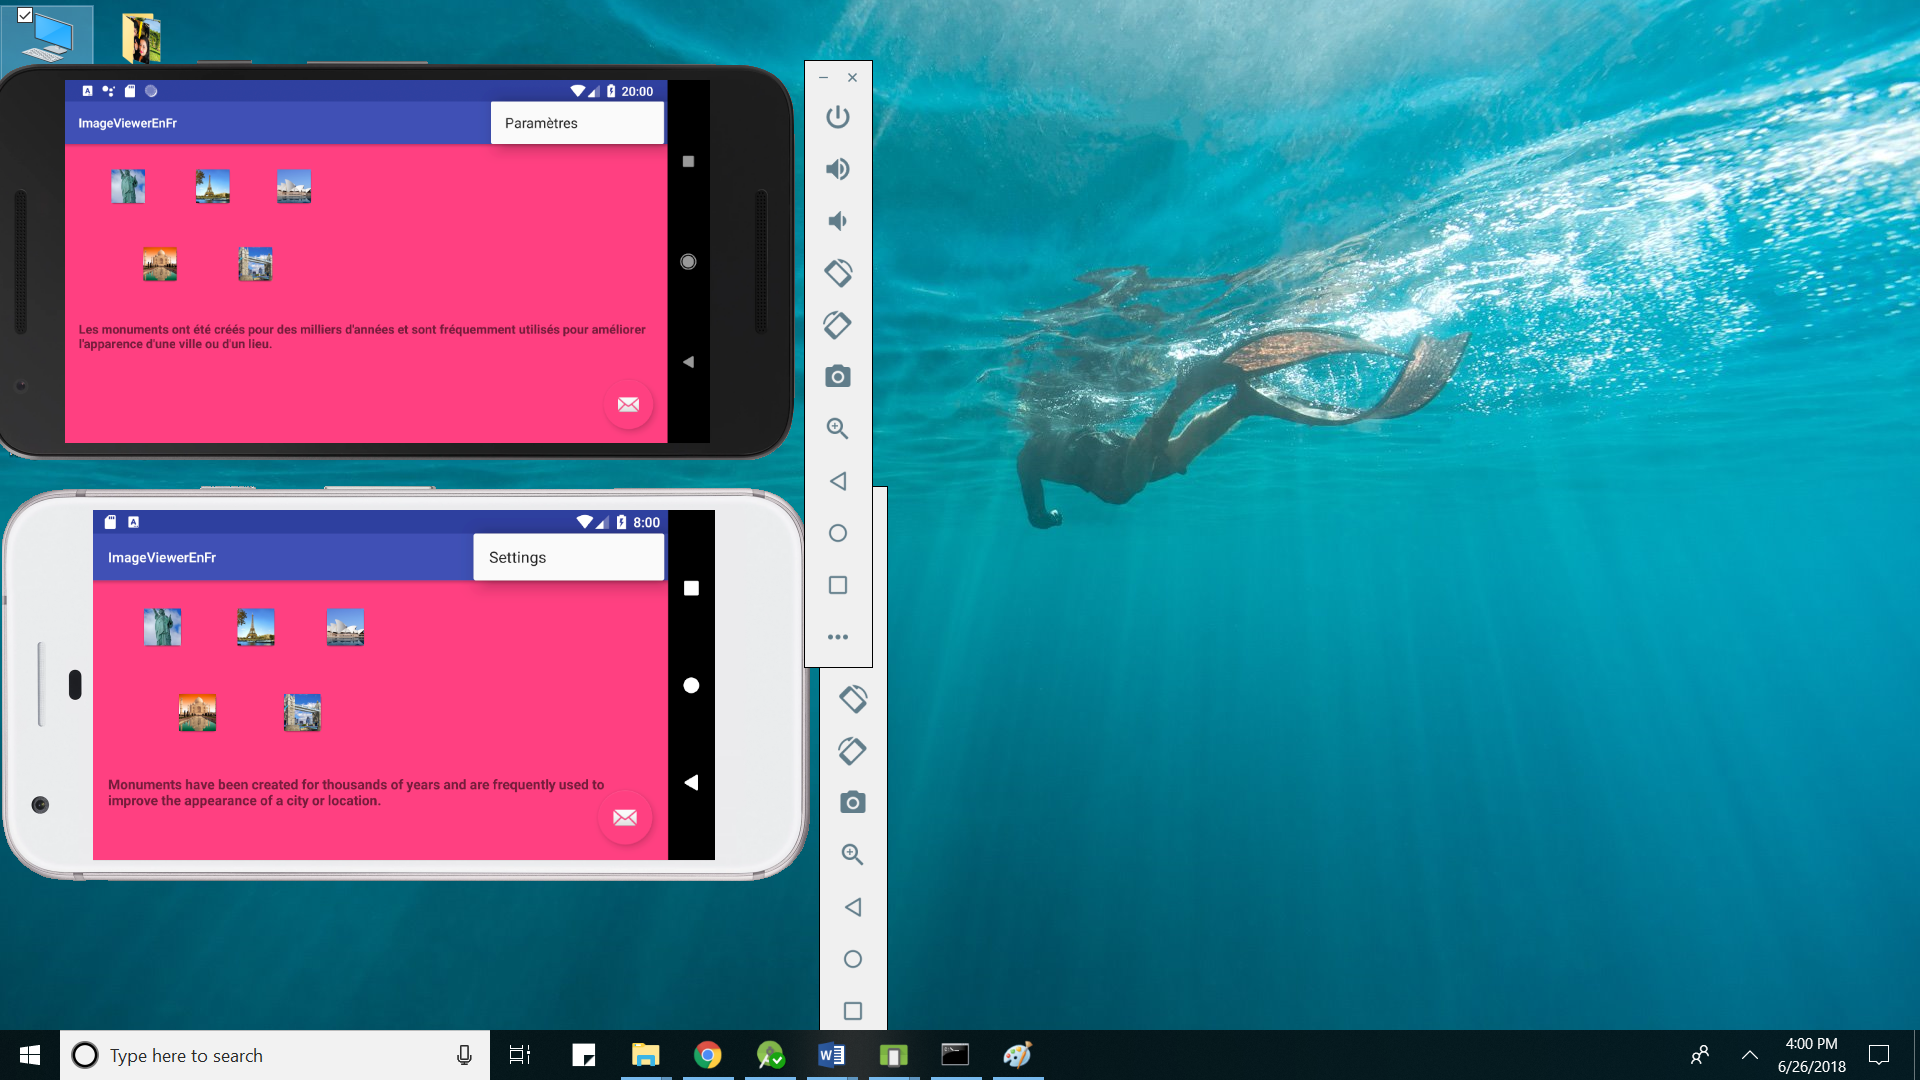 20:00
ImageViewerEnFr
Paramètres
Les monuments ont été créés pour des milliers d'années et sont fréquemment utilisés pour améliorer
l'apparence d'une ville ou d'un lieu.
8:00
ImageViewerEnFr
Settings
Monuments have been created for thousands of years and are frequently used to
improve the appearance of a city or location.
Type here to search
4:00 PM
6/26/2018